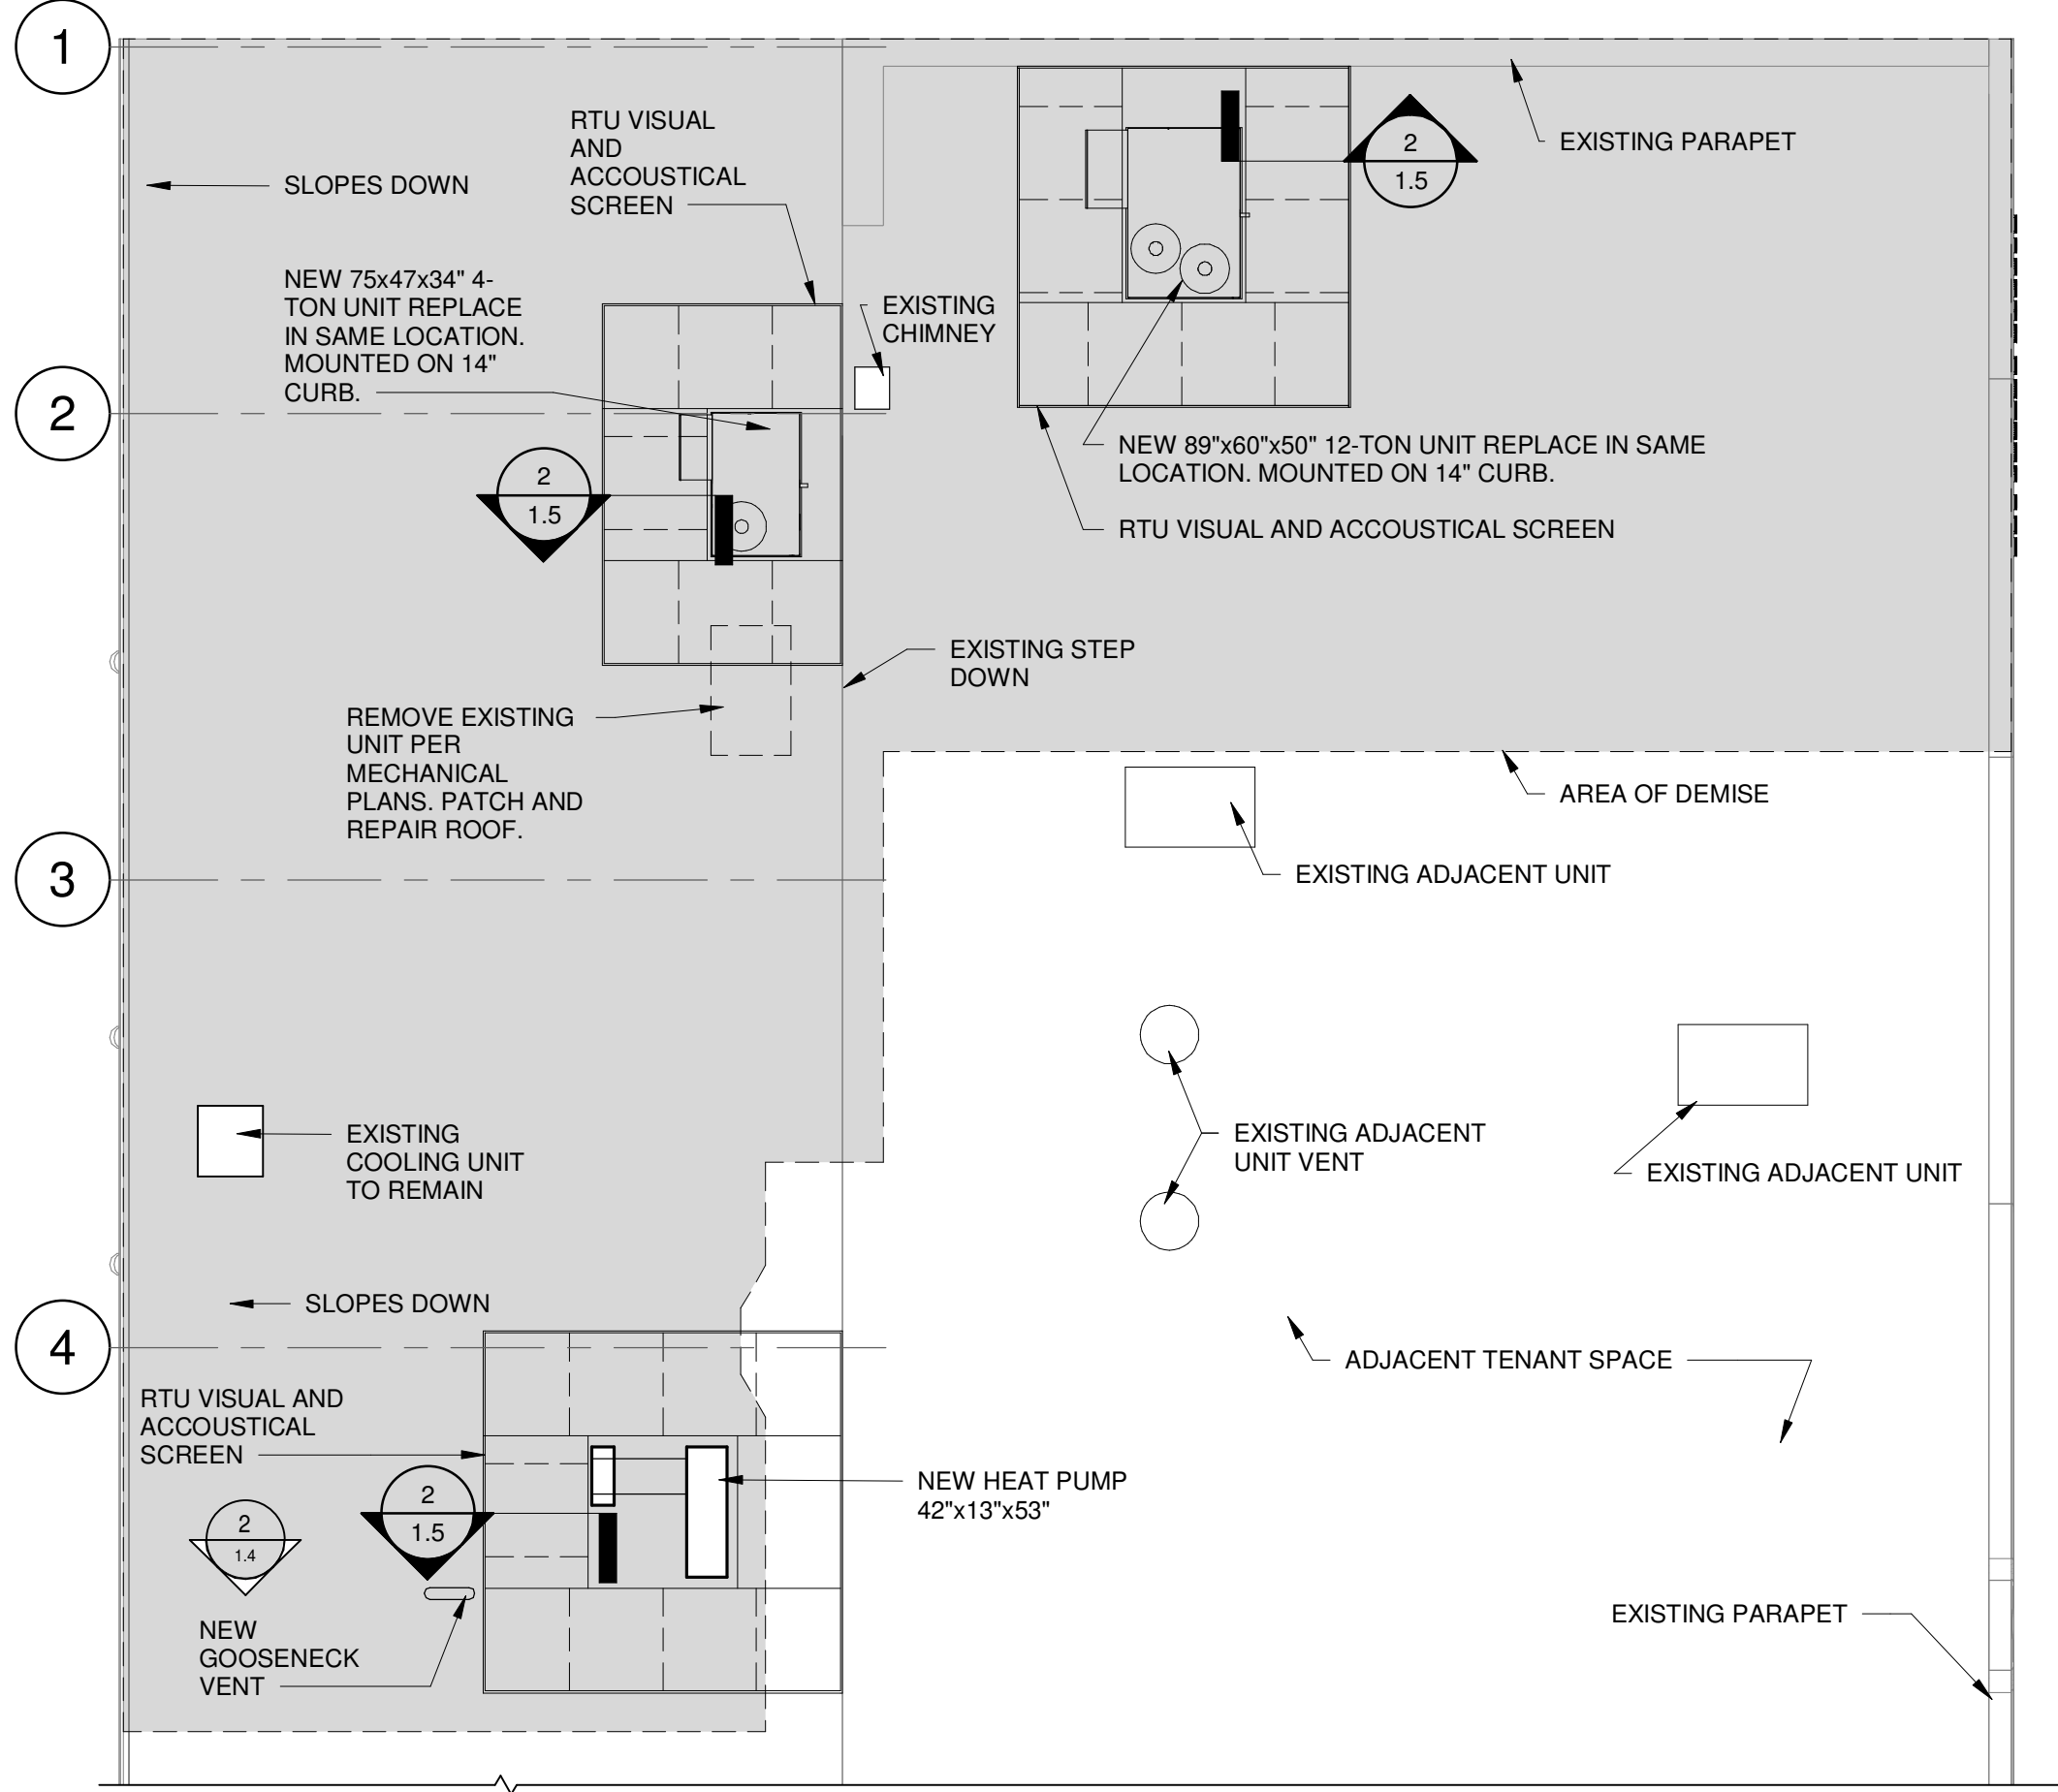 1
RTU VISUAL
AND
ACCOUSTICAL
SCREEN
SLOPES DOWN
2
1.5
EXISTING PARAPET
NEW 75x47x34" 4-
TON UNIT REPLACE
IN SAME LOCATION.
MOUNTED ON 14"
CURB.
EXISTING
CHIMNEY
2
NEW 89"x60"x50" 12-TON UNIT REPLACE IN SAME
LOCATION. MOUNTED ON 14" CURB.
2
1.5
RTU VISUAL AND ACCOUSTICAL SCREEN
EXISTING STEP
DOWN
REMOVE EXISTING
UNIT PER
MECHANICAL
PLANS. PATCH AND
REPAIR ROOF.
AREA OF DEMISE
3
EXISTING ADJACENT UNIT
EXISTING
COOLING UNIT
TO REMAIN
EXISTING ADJACENT
UNIT VENT
EXISTING ADJACENT UNIT
SLOPES DOWN
4
ADJACENT TENANT SPACE
RTU VISUAL AND
ACCOUSTICAL
SCREEN
NEW HEAT PUMP
42"x13"x53"
2
1.5
2
1.4
NEW
GOOSENECK
VENT
EXISTING PARAPET